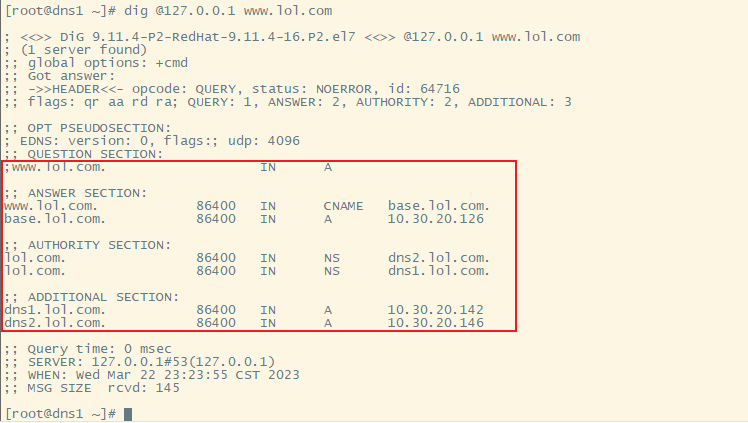 [root@dns1 ~]# dig @127.0.0.1 www.lol.com
; <<>> DiG 9.11.4-P2-RedHat-9.11.4-16.P2.el7 <<>> @127.0.0.1 www.lol.com
; (1 server found)
;; global options: +cmd
;; Got answer:
;; ->>HEADER<<- opcode: QUERY, status: NOERROR, id: 64716
;; flags: qr aa rd ra; QUERY: 1, ANSWER: 2, AUTHORITY: 2, ADDITIONAL: 3
;; OPT PSEUDOSECTION:
; EDNS: version: 0, flags:; udp: 4096
;; QUESTION SECTION:
;www.lol.com. IN A
;; ANSWER SECTION:
www.lol.com. 86400 IN CNAME base.lol.com.
base.lol.com. 86400 IN A 10.30.20.126
;; AUTHORITY SECTION:
lol.com. 86400 IN NS dns2.lol.com.
lol.com. 86400 IN NS dns1.lol.com.
;; ADDITIONAL SECTION:
dns1.lol.com. 86400 IN A 10.30.20.142
dns2.lol.com. 86400 IN A 10.30.20.146
;; Query time: 0 msec
;; SERVER: 127.0.0.1#53(127.0.0.1)
;; WHEN: Wed Mar 22 23:23:55 CST 2023
;; MSG SIZE rcvd: 145
[root@dns1 ~]#